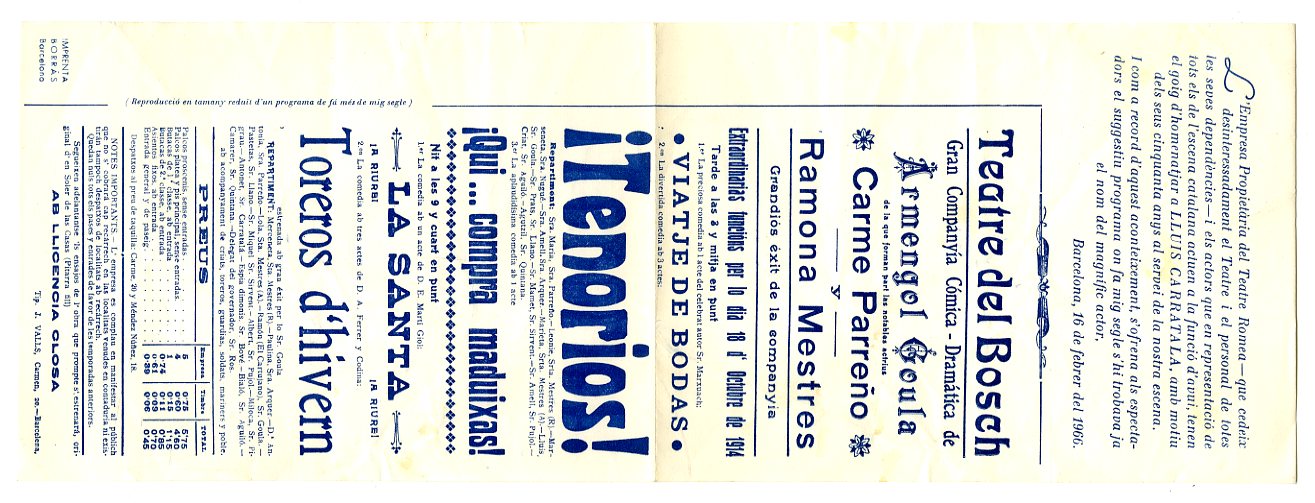 L'Empresa Propietària del Teatre Romea—que cedeix
desinteressadament el Teatre i el personal de totes
les seves dependències—i els actors que en representació de
tots els de l'escena catalana actuen a la funció d'avui, tenen
el goig d'homenatjar a LLUIS CARRATALA, amb motiu
dels seus cinquanta anys al servei de la nostra escena.
I com a record d'aquest aconteixement, s'ofrena als especta-
dors el suggestiu programa on fa mig segle s'hi trobava ja
el nom del magnífic actor.
Barcelona, 16 de febrer del 1966.
Teatre del Bosch
Gran Companyía Cómica - Dramática de
Armengol Goula
de la que forman part las notables actrius
Carme Parreño
y
Ramona Mestres
Grandiós éxit de la companyia
Extraordinarias funcións per lo dia 18 d' Octubre de 1914
Tarde a las 3 y mitja en punt
1.er La preciosa comedia ab 1 acte del celebrat autor Sr. Marxuach;
• VIATJE DE BODAS •
2.on La divertida comedia ab 3 actes:
¡Tenorios!
Repartiment: Sra. Maria, Sra. Parreño.—Leonie, Srta. Mestres (R).—Mar-
seneta, Sra. Nugué.—Sra. Amell, Sra. Arquer.—Marieta, Srta. Mestres (A).—Lluis,
Sr. Goula.—Sr. Prats, Sr. Llano.—Sr. Mamet, Sr. Sirvent.—Sr. Amell, Sr. Pujol.—
Criat, Sr. Aguiló.—Agutzil, Sr. Quintana.
3.er La aplaudidísima comedia ab 1 acte
¡Qui... compra maduixas!
Nit a les 9 y cuart en punt
1.er La comedia ab un acte de D. E. Martí Giol:
LA SANTA
¡A RIURE! ¡A RIURE!
2.on La comedia ab tres actes de D. A. Ferrer y Codina:
Toreros d'hivern
estrenada ab gran éxit per lo Sr. Goula
REPARTIMENT: Merceneta, Sta. Mestres (R).—Paulina, Sra. Arquer.—D.ª An-
tonia, Sra. Parreño.—Lola, Sta. Mestres (A).—Ramón (El Cartujano), Sr. Goula.—
Pastetas, Sr. Llano.—Sr. Miquel Sr. Sirvent.—Albert, Sr. Pujol.—Miloca, Sr. Pi-
grau.—Antonet, Sr. Carratalá.—Espia dimonis, Sr. Bové—Bialó, Sr. Aguiló.—
Camarer, Sr. Quintana.—Delegat del governador, Sr. Ros.
ab acompanyament de criats, toreros, guardias, soldats, mariners y poble.
PREUS Empresa Timbre TOTAL
Palcos proscenis, sense entradas 5 0'75 5'75
Palcos platea y pis principal, sense entradas 4 0'60 4'60
Butacas de 1.ª classe, ab entrada 1 0'15 1'15
Butacas de 2.ª classe, ab entrada 0'74 0'11 0'85
Asientos fixos, ab entrada 0'61 0'09 0'70
Entrada general y de paseig 0'39 0'06 0'45
Despatxos al preu de taquilla: Carme, 20 y Méndez Núñez, 18.
NOTES IMPORTANTS.— L' empresa es complau en manifestar al públich
que no s' cobrará cap recárrech en las localitats venudes en contaduría ni exis-
tirán tampoch despatxos de localitats ab recárrech.
Quedan nuls tots els pases y entrades de favor de les temporadas anteriors.
Segueixen adelantantse 'ls ensajos de l' obra que prompte s'. estrenará, ori-
ginal d' en Soler de las Casas (Pitarra III)
AB LLICENCIA CLOSA
Tip. J. VALLS, Carmen, 20.—Barcelona.
( Reproducció en tamany reduït d'un programa de fa més de mig segle )
IMPRENTA
BORRÁS
Barcelona